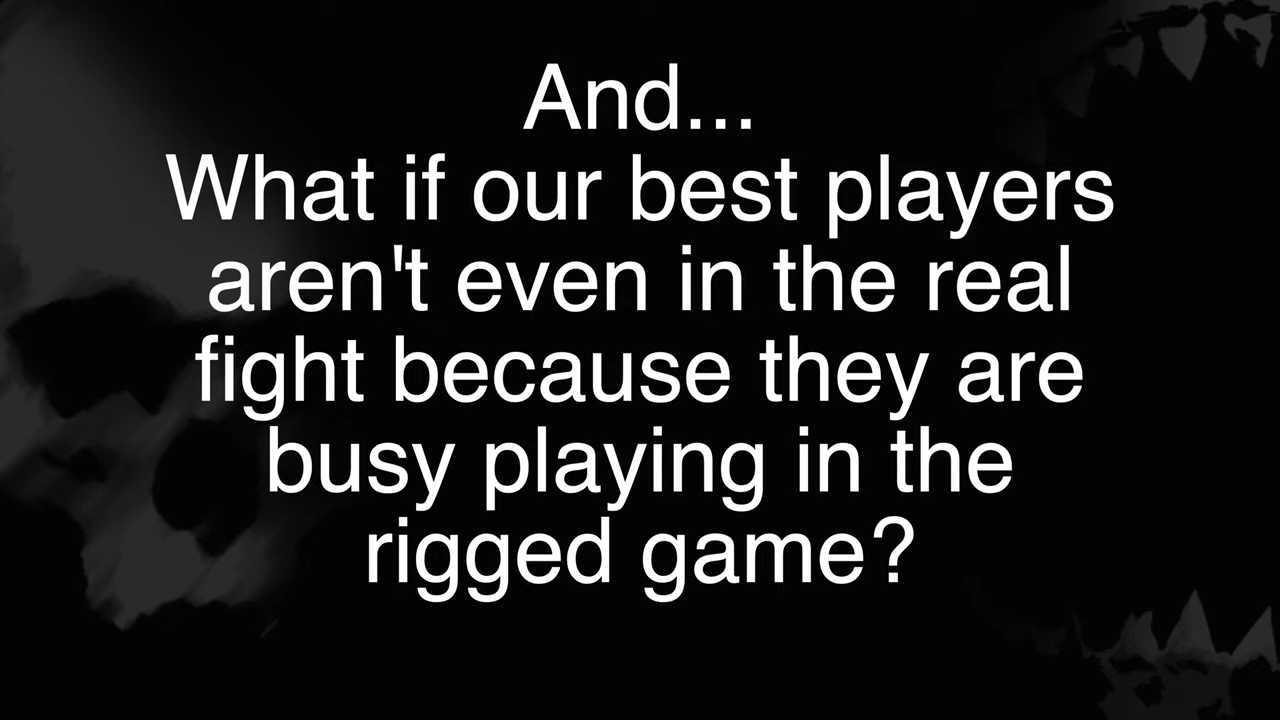 And...
What if our best players
aren't even in the real
fight because they are
busy playing in the
rigged game?